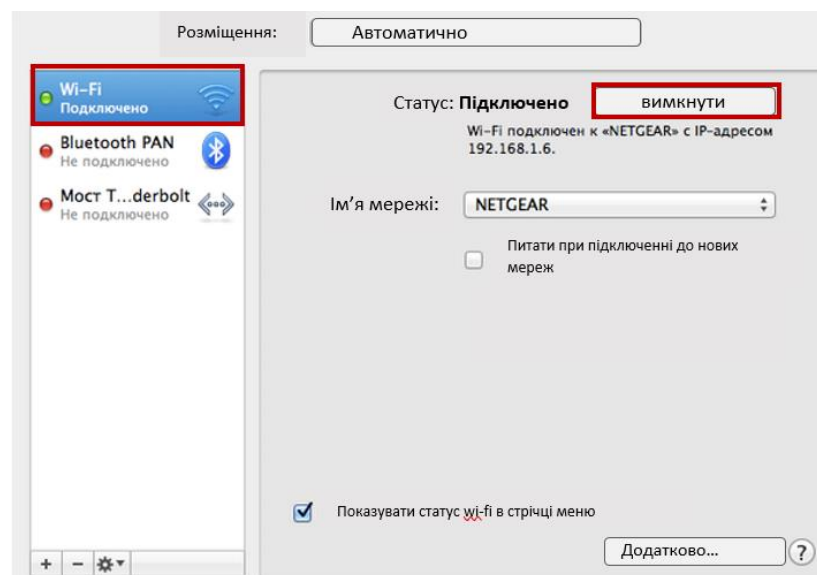 Розміщення: Автоматично
Wi-Fi
Подключено
Bluetooth PAN
Не подключено
Мост T...derbolt
Не подключено
Статус: Підключено вимкнути
Wi-Fi подключен к «NETGEAR» с IP-адресом
192.168.1.6.
Ім’я мережі: NETGEAR
Питати при підключенні до нових
мереж
Показувати статус wi-fi в стрічці меню
Додатково... ?
+ −